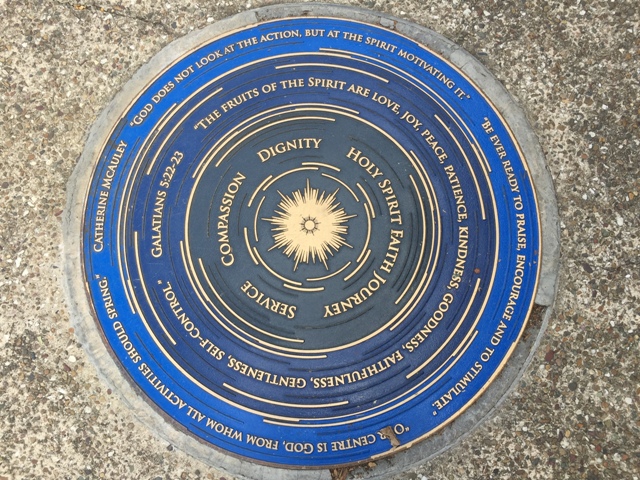 "GOD DOES NOT LOOK AT THE ACTION, BUT AT THE SPIRIT MOTIVATING IT."
"BE EVER READY TO PRAISE, ENCOURAGE AND TO STIMULATE"
"OUR CENTRE IS GOD, FROM WHOM ALL ACTIVITIES SHOULD SPRING."
CATHERINE MCAULEY
"THE FRUITS OF THE SPIRIT ARE LOVE, JOY, PEACE, PATIENCE, KINDNESS, GOODNESS, FAITHFULNESS, GENTLENESS, SELF-CONTROL"
GALATIANS 5:22-23
DIGNITY
HOLY SPIRIT FAITH JOURNEY
SERVICE
COMPASSION